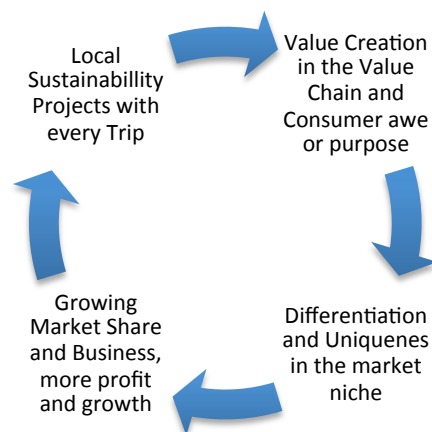 Local
Sustainabillity
Projects with
every Trip
Value Creation
in the Value
Chain and
Consumer awe
or purpose
Differentiation
and Uniquenes
in the market
niche
Growing
Market Share
and Business,
more profit
and growth